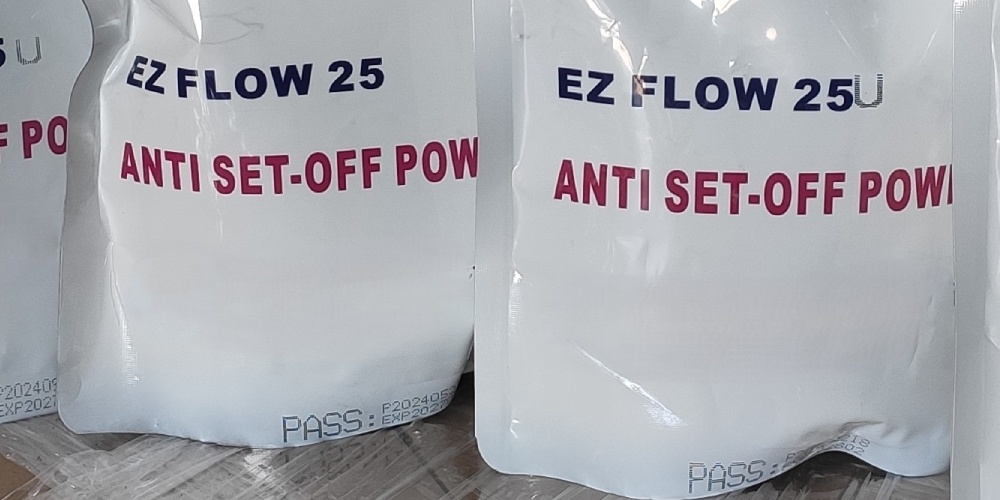 U
EZ FLOW 25
ANTI SET-OFF POW
PASS:
EZ FLOW 25U
ANTI SET-OFF POW
PASS: